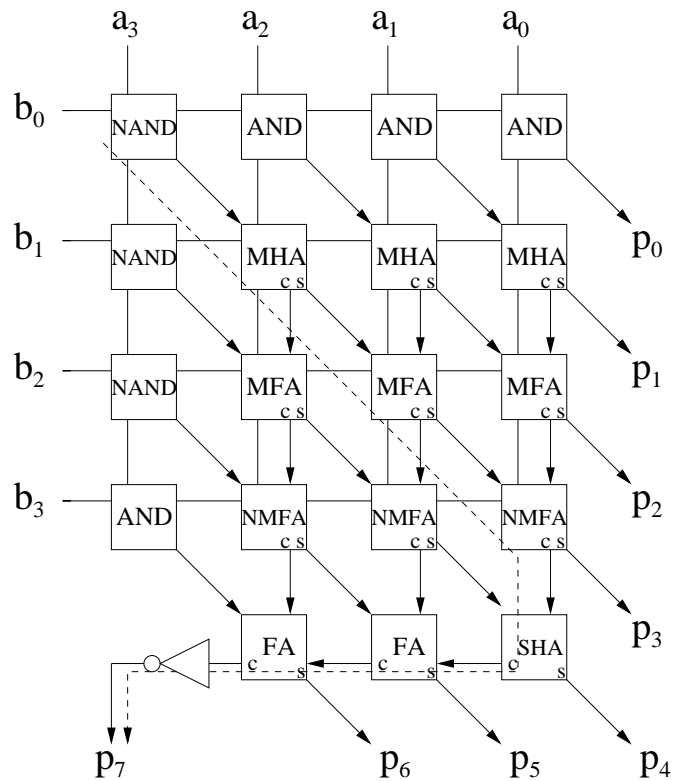 a3 a2 a1 a0
b0 NAND AND AND AND
b1 NAND MHA MHA MHA p0
c s c s c s
b2 NAND MFA MFA MFA p1
c s c s c s
b3 AND NMFA NMFA NMFA p2
c s c s c s
FA FA SHA p3
c s c s c s
p7 p6 p5 p4